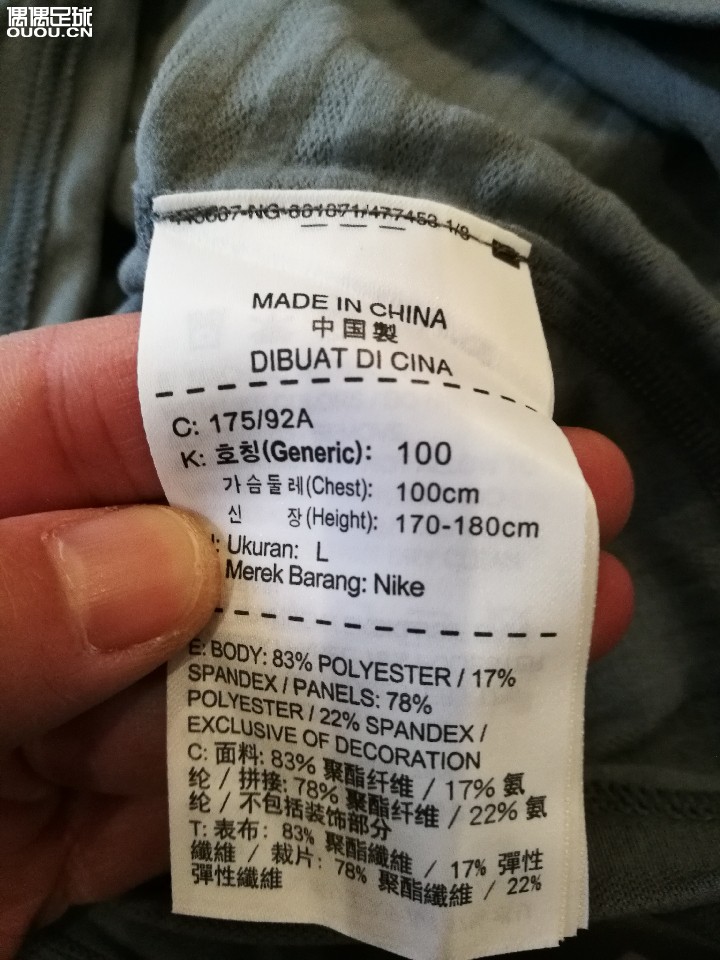 偶偶足球
OUOU.CN
MADE IN CHINA
中国製
DIBUAT DI CINA
C: 175/92A
K: 호칭(Generic): 100
가슴둘레(Chest): 100cm
신 장(Height): 170-180cm
: Ukuran: L
Merek Barang: Nike
E: BODY: 83% POLYESTER / 17%
SPANDEX / PANELS: 78%
POLYESTER / 22% SPANDEX /
EXCLUSIVE OF DECORATION
C: 面料: 83% 聚酯纤维 / 17% 氨
纶 / 拼接: 78% 聚酯纤维 / 22% 氨
纶 / 不包括装饰部分
T: 表布: 83% 聚酯纖維 / 17% 彈性
纖維 / 裁片: 78% 聚酯纖維 / 22%
彈性纖維